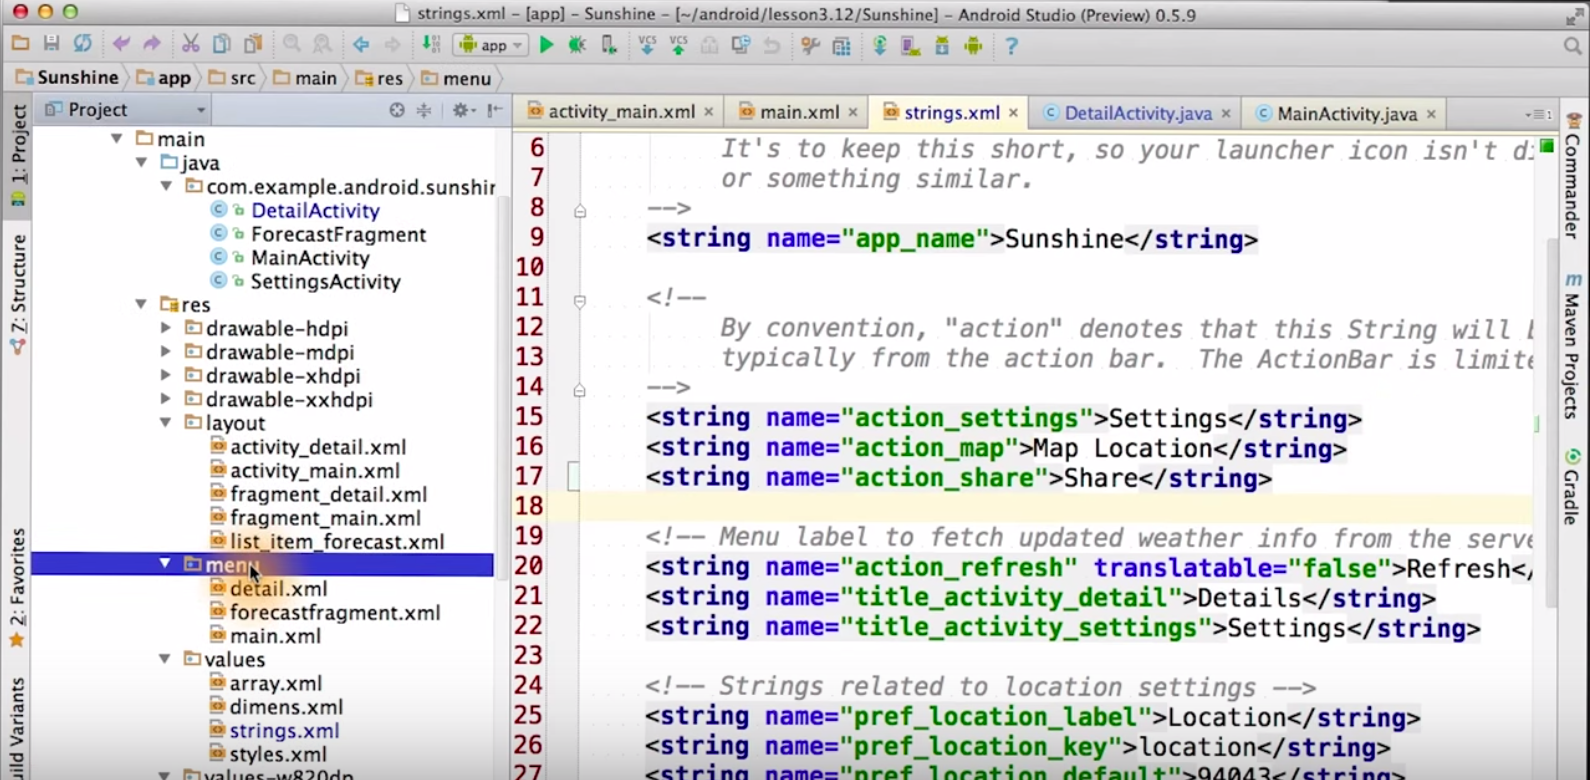 strings.xml – [app] – Sunshine – [~/android/lesson3.12/Sunshine] – Android Studio (Preview) 0.5.9
VCS VCS
app
?
Sunshine app src main res menu
Project
activity_main.xml main.xml strings.xml DetailActivity.java MainActivity.java
1: Project
Z: Structure
2: Favorites
Build Variants
main
java
com.example.android.sunshin
DetailActivity
ForecastFragment
MainActivity
SettingsActivity
res
drawable-hdpi
drawable-mdpi
drawable-xhdpi
drawable-xxhdpi
layout
activity_detail.xml
activity_main.xml
fragment_detail.xml
fragment_main.xml
list_item_forecast.xml
menu
detail.xml
forecastfragment.xml
main.xml
values
array.xml
dimens.xml
strings.xml
styles.xml
values-w820dp
6 It's to keep this short, so your launcher icon isn't di
7 or something similar.
8 -->
9 <string name="app_name">Sunshine</string>
10
11 <!--
12 By convention, "action" denotes that this String will b
13 typically from the action bar.  The ActionBar is limite
14 -->
15 <string name="action_settings">Settings</string>
16 <string name="action_map">Map Location</string>
17 <string name="action_share">Share</string>
18
19 <!-- Menu label to fetch updated weather info from the serve
20 <string name="action_refresh" translatable="false">Refresh</
21 <string name="title_activity_detail">Details</string>
22 <string name="title_activity_settings">Settings</string>
23
24 <!-- Strings related to location settings -->
25 <string name="pref_location_label">Location</string>
26 <string name="pref_location_key">location</string>
27 <string name="pref_location_default">94043</string>
Commander
m Maven Projects
Gradle